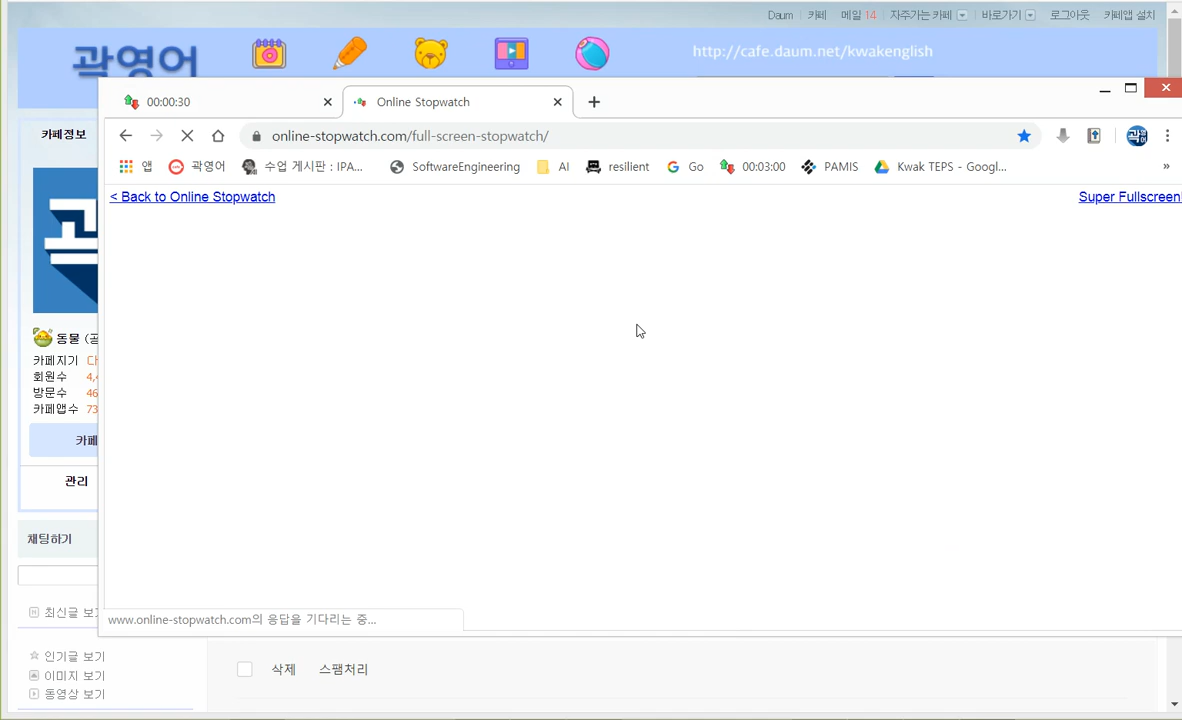 Daum 카페 메일 14 자주가는 카페 바로가기 로그아웃 카페앱 설치
곽영어 http://cafe.daum.net/kwakenglish
00:00:30 Online Stopwatch
online-stopwatch.com/full-screen-stopwatch/
앱 곽영어 수업 게시판 : IPA... SoftwareEngineering AI resilient Go 00:03:00 PAMIS Kwak TEPS - Googl... »
< Back to Online Stopwatch Super Fullscreen!
카페정보
동물 (공
카페지기
회원수 4,
방문수 46
카페앱수 73
카페
관리
채팅하기
최신글 보기
인기글 보기
이미지 보기
동영상 보기
www.online-stopwatch.com의 응답을 기다리는 중...
삭제 스팸처리